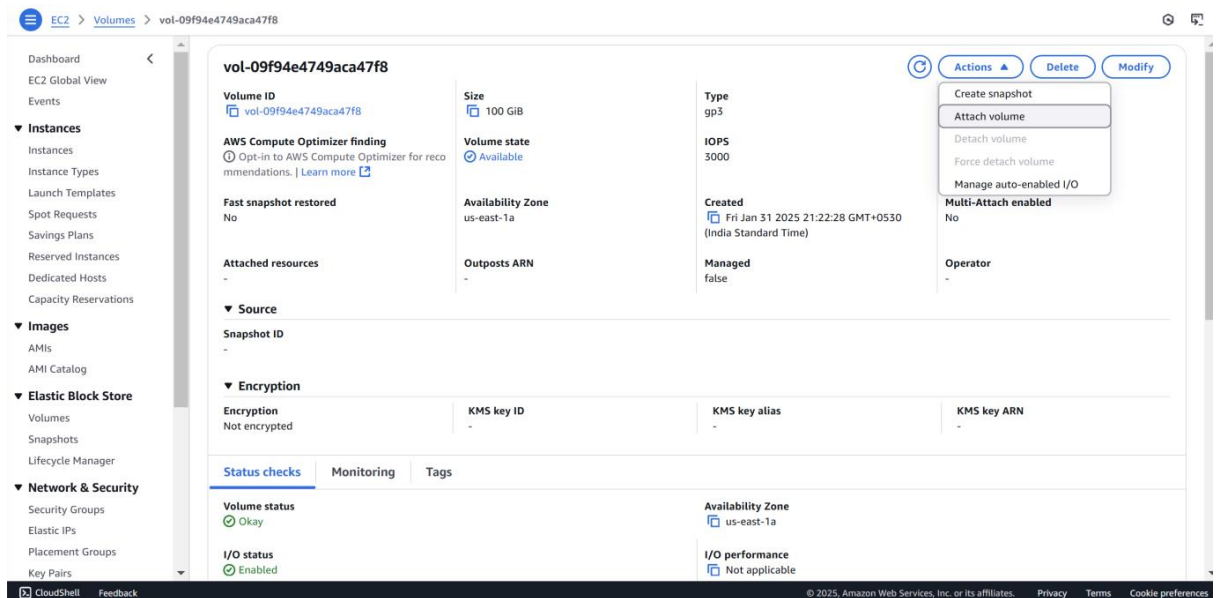 EC2 > Volumes > vol-09f94e4749aca47f8
Dashboard
EC2 Global View
Events
Instances
Instances
Instance Types
Launch Templates
Spot Requests
Savings Plans
Reserved Instances
Dedicated Hosts
Capacity Reservations
Images
AMIs
AMI Catalog
Elastic Block Store
Volumes
Snapshots
Lifecycle Manager
Network & Security
Security Groups
Elastic IPs
Placement Groups
Key Pairs
vol-09f94e4749aca47f8
Actions
Delete
Modify
Create snapshot
Attach volume
Detach volume
Force detach volume
Manage auto-enabled I/O
Volume ID
vol-09f94e4749aca47f8
Size
100 GiB
Type
gp3
AWS Compute Optimizer finding
Opt-in to AWS Compute Optimizer for reco
mmendations. | Learn more
Volume state
Available
IOPS
3000
Fast snapshot restored
No
Availability Zone
us-east-1a
Created
Fri Jan 31 2025 21:22:28 GMT+0530
(India Standard Time)
Multi-Attach enabled
No
Attached resources
-
Outposts ARN
-
Managed
false
Operator
-
Source
Snapshot ID
-
Encryption
Encryption
Not encrypted
KMS key ID
-
KMS key alias
-
KMS key ARN
-
Status checks
Monitoring
Tags
Volume status
Okay
Availability Zone
us-east-1a
I/O status
Enabled
I/O performance
Not applicable
CloudShell
Feedback
© 2025, Amazon Web Services, Inc. or its affiliates.
Privacy
Terms
Cookie preferences